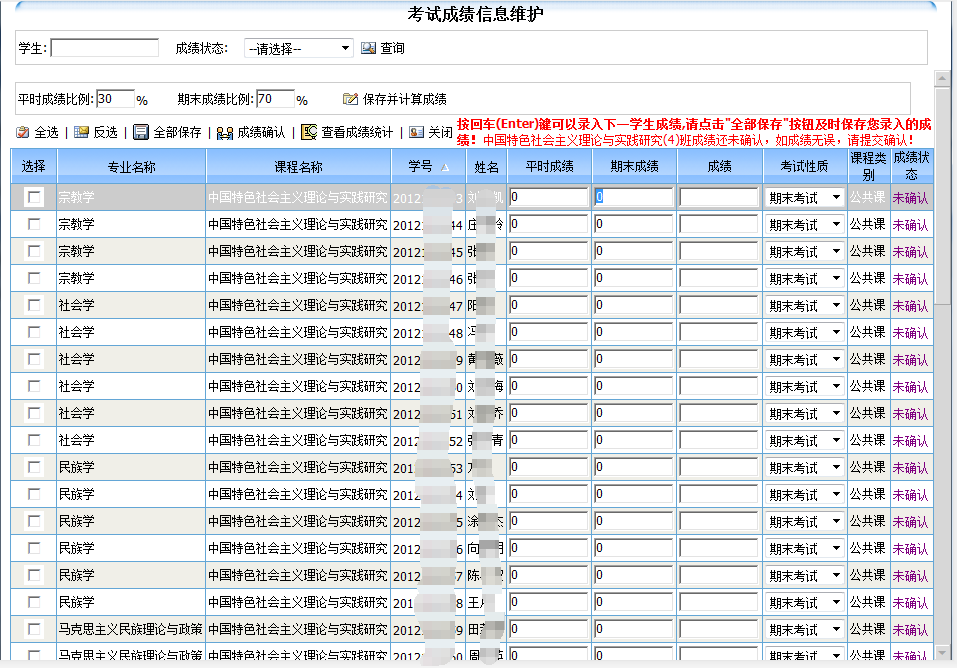 考试成绩信息维护
学生: 成绩状态: --请选择-- 查询
平时成绩比例: 30 % 期末成绩比例: 70 % 保存并计算成绩
全选 | 反选 | 全部保存 | 成绩确认 | 查看成绩统计 | 关闭 按回车(Enter)键可以录入下一学生成绩,请点击"全部保存"按钮及时保存您录入的成
绩! 中国特色社会主义理论与实践研究(4)班成绩还未确认，如成绩无误，请提交确认!
选择 专业名称 课程名称 学号 姓名 平时成绩 期末成绩 成绩 考试性质 课程类别 成绩状态
宗教学 中国特色社会主义理论与实践研究 2012 3 刘 凯 0 0 期末考试 公共课 未确认
宗教学 中国特色社会主义理论与实践研究 2012 44 庄 0 0 期末考试 公共课 未确认
宗教学 中国特色社会主义理论与实践研究 2012 45 张 0 0 期末考试 公共课 未确认
宗教学 中国特色社会主义理论与实践研究 2012 46 张 0 0 期末考试 公共课 未确认
社会学 中国特色社会主义理论与实践研究 2012 47 0 0 期末考试 公共课 未确认
社会学 中国特色社会主义理论与实践研究 2012 48 0 0 期末考试 公共课 未确认
社会学 中国特色社会主义理论与实践研究 2012 9 黄 薇 0 0 期末考试 公共课 未确认
社会学 中国特色社会主义理论与实践研究 2012 0 刘 梅 0 0 期末考试 公共课 未确认
社会学 中国特色社会主义理论与实践研究 2012 51 刘 乔 0 0 期末考试 公共课 未确认
社会学 中国特色社会主义理论与实践研究 2012 52 张 青 0 0 期末考试 公共课 未确认
民族学 中国特色社会主义理论与实践研究 201 53 0 0 期末考试 公共课 未确认
民族学 中国特色社会主义理论与实践研究 201 4 刘 0 0 期末考试 公共课 未确认
民族学 中国特色社会主义理论与实践研究 2012 5 涂 杰 0 0 期末考试 公共课 未确认
民族学 中国特色社会主义理论与实践研究 2012 6 向 明 0 0 期末考试 公共课 未确认
民族学 中国特色社会主义理论与实践研究 2012 7 陈 0 0 期末考试 公共课 未确认
民族学 中国特色社会主义理论与实践研究 201 8 王 0 0 期末考试 公共课 未确认
马克思主义民族理论与政策 中国特色社会主义理论与实践研究 2012 9 田 0 0 期末考试 公共课 未确认
马克思主义民族理论与政策 中国特色社会主义理论与实践研究 2012 60 周 0 0 期末考试 公共课 未确认